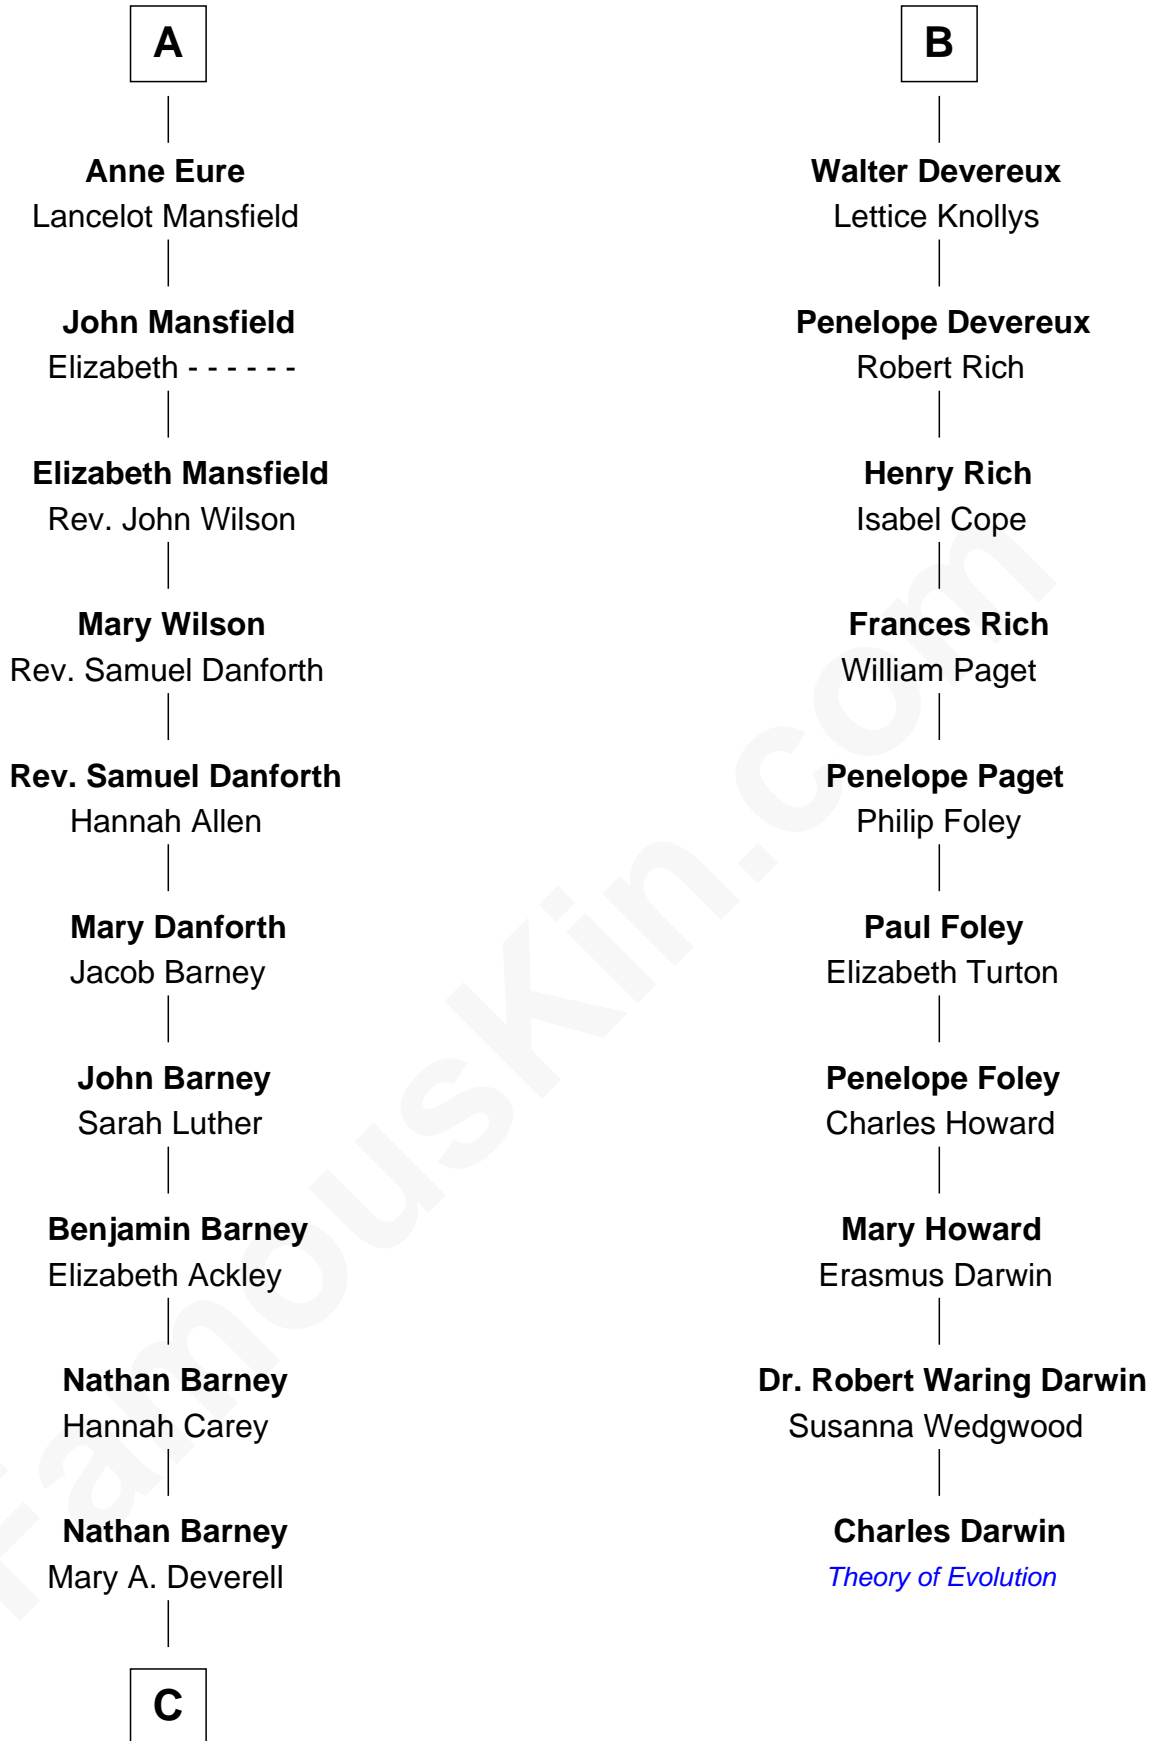 A
Anne Eure
Lancelot Mansfield
John Mansfield
Elizabeth - - - - - -
Elizabeth Mansfield
Rev. John Wilson
Mary Wilson
Rev. Samuel Danforth
Rev. Samuel Danforth
Hannah Allen
Mary Danforth
Jacob Barney
John Barney
Sarah Luther
Benjamin Barney
Elizabeth Ackley
Nathan Barney
Hannah Carey
Nathan Barney
Mary A. Deverell
C
B
Walter Devereux
Lettice Knollys
Penelope Devereux
Robert Rich
Henry Rich
Isabel Cope
Frances Rich
William Paget
Penelope Paget
Philip Foley
Paul Foley
Elizabeth Turton
Penelope Foley
Charles Howard
Mary Howard
Erasmus Darwin
Dr. Robert Waring Darwin
Susanna Wedgwood
Charles Darwin
Theory of Evolution
FamousKin.com